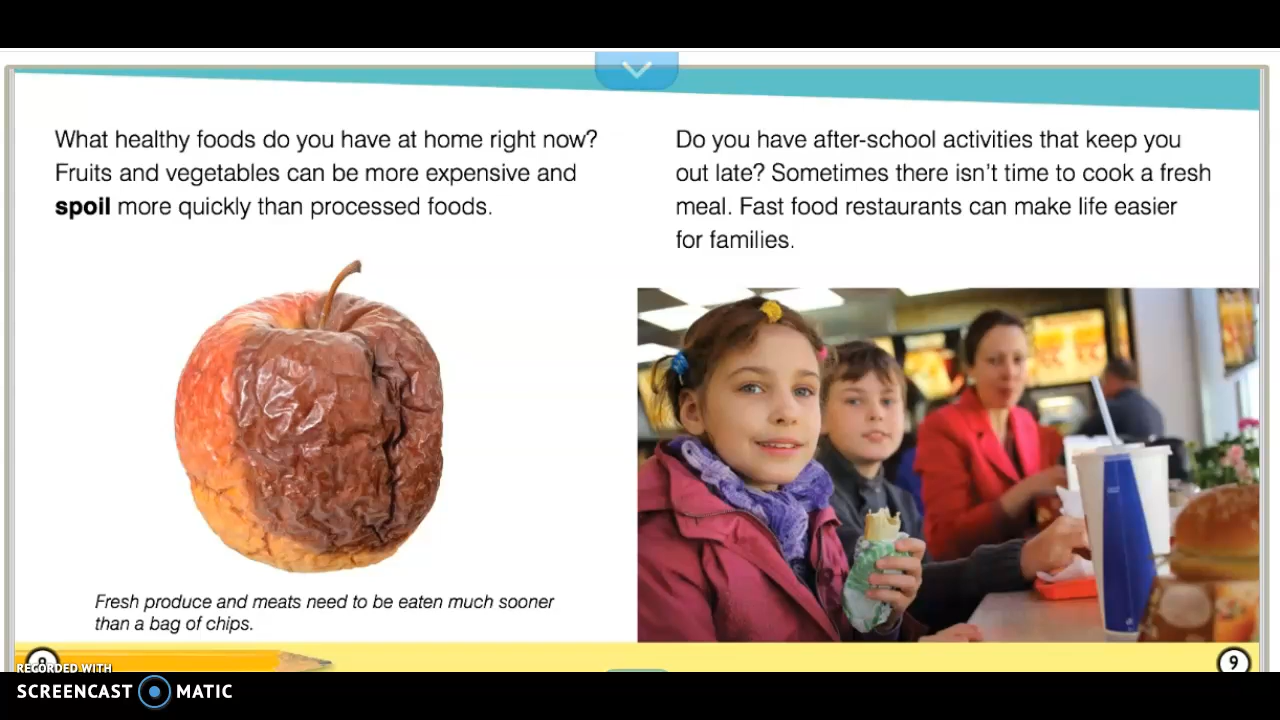 What healthy foods do you have at home right now?
Fruits and vegetables can be more expensive and
spoil more quickly than processed foods.
Fresh produce and meats need to be eaten much sooner
than a bag of chips.
8
Do you have after-school activities that keep you
out late? Sometimes there isn't time to cook a fresh
meal. Fast food restaurants can make life easier
for families.
9
RECORDED WITH
SCREENCAST MATIC